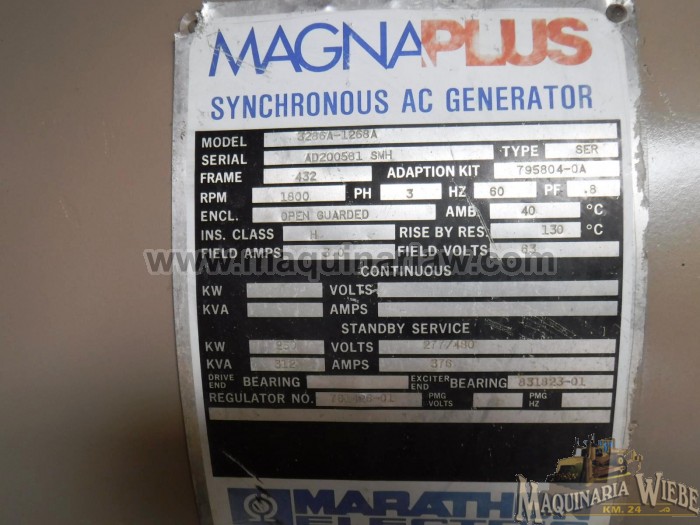 MAGNAPLUS
SYNCHRONOUS AC GENERATOR
MODEL 3286A-1268A
SERIAL AD200581 SMH TYPE SER
FRAME 432 ADAPTION KIT 795804-0A
RPM 1800 PH 3 HZ 60 PF .8
ENCL. OPEN GUARDED AMB. 40 °C
INS. CLASS H RISE BY RES. 130 °C
FIELD AMPS FIELD VOLTS 63
www.maquinariaw.com
CONTINUOUS
KW VOLTS
KVA AMPS
STANDBY SERVICE
KW VOLTS 277/480
KVA 312 AMPS 376
DRIVE END BEARING EXCITER END BEARING 831823-01
REGULATOR NO. PMG VOLTS PMG HZ
MARATH
ELECTRIC
MAQUINARIA WIEBE
KM. 24